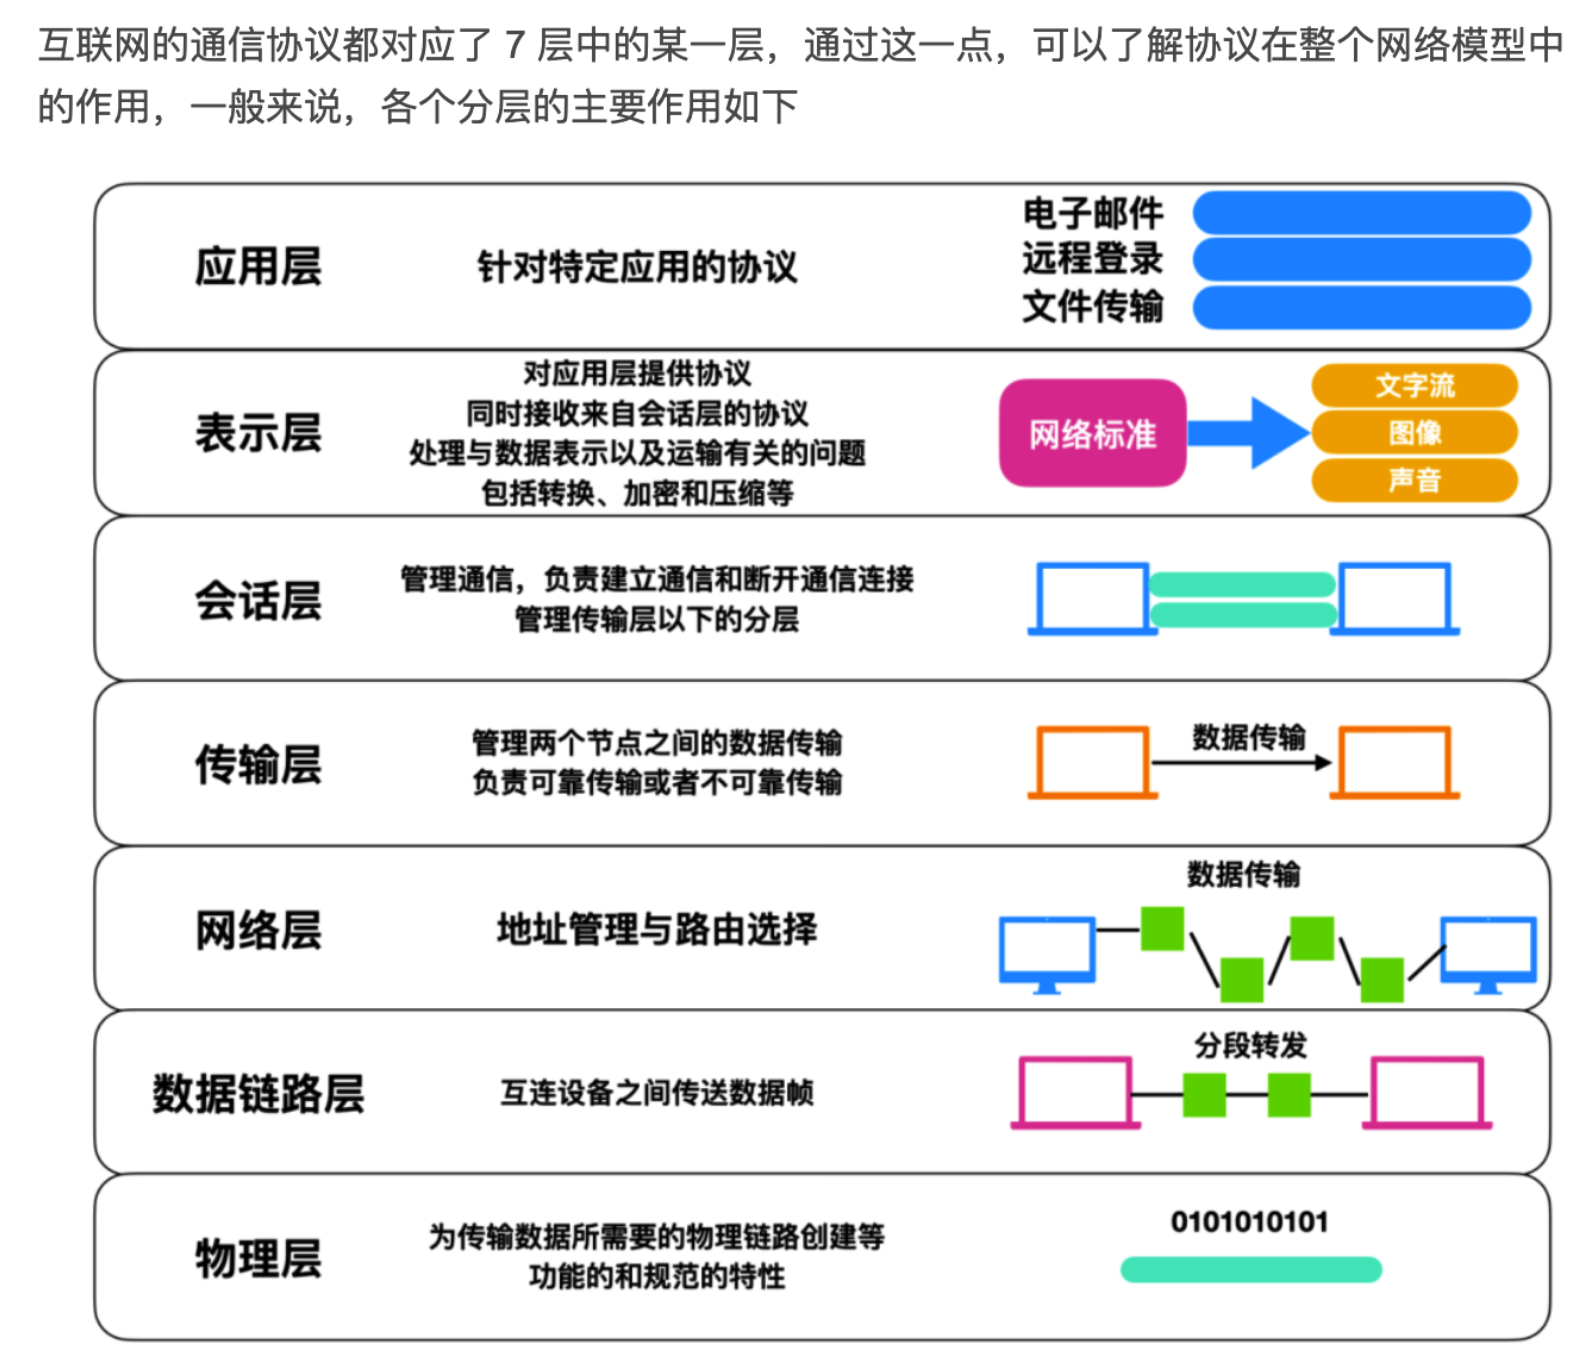 互联网的通信协议都对应了 7 层中的某一层，通过这一点，可以了解协议在整个网络模型中
的作用，一般来说，各个分层的主要作用如下
应用层
针对特定应用的协议
电子邮件
远程登录
文件传输
表示层
对应用层提供协议
同时接收来自会话层的协议
处理与数据表示以及运输有关的问题
包括转换、加密和压缩等
网络标准
文字流
图像
声音
会话层
管理通信，负责建立通信和断开通信连接
管理传输层以下的分层
传输层
管理两个节点之间的数据传输
负责可靠传输或者不可靠传输
数据传输
网络层
地址管理与路由选择
数据传输
数据链路层
互连设备之间传送数据帧
分段转发
物理层
为传输数据所需要的物理链路创建等
功能的和规范的特性
0101010101